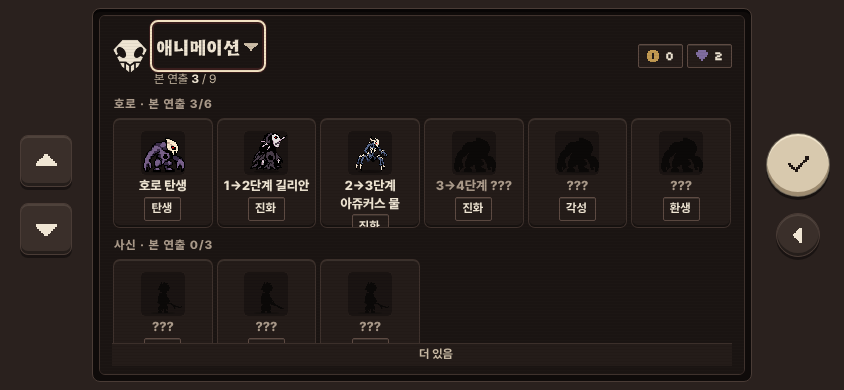 애니메이션
0
2
본 연출 3 / 9
호로 · 본 연출 3/6
호로 탄생
탄생
1→2단계 길리안
진화
2→3단계
아쥬커스 물
진화
3→4단계 ???
진화
???
각성
???
환생
사신 · 본 연출 0/3
???
???
???
더 있음